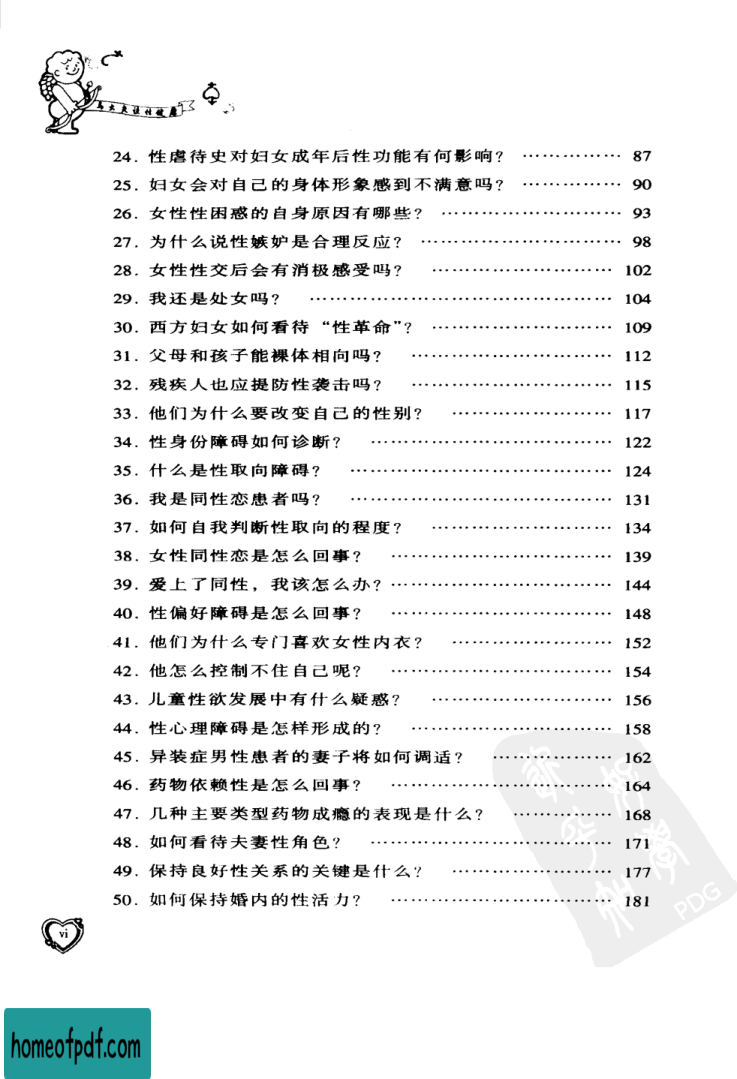 马大夫谈性健康
24. 性虐待史对妇女成年后性功能有何影响? …………… 87
25. 妇女会对自己的身体形象感到不满意吗? …………… 90
26. 女性性困惑的自身原因有哪些? ……………………… 93
27. 为什么说性嫉妒是合理反应? ………………………… 98
28. 女性性交后会有消极感受吗? ……………………… 102
29. 我还是处女吗? ……………………………………… 104
30. 西方妇女如何看待“性革命”? ……………………… 109
31. 父母和孩子能裸体相向吗? ………………………… 112
32. 残疾人也应提防性袭击吗? ………………………… 115
33. 他们为什么要改变自己的性别? …………………… 117
34. 性身份障碍如何诊断? ……………………………… 122
35. 什么是性取向障碍? ………………………………… 124
36. 我是同性恋患者吗? ………………………………… 131
37. 如何自我判断性取向的程度? ……………………… 134
38. 女性同性恋是怎么回事? …………………………… 139
39. 爱上了同性，我该怎么办? ………………………… 144
40. 性偏好障碍是怎么回事? …………………………… 148
41. 他们为什么专门喜欢女性内衣? …………………… 152
42. 他怎么控制不住自己呢? …………………………… 154
43. 儿童性欲发展中有什么疑惑? ……………………… 156
44. 性心理障碍是怎样形成的? ………………………… 158
45. 异装症男性患者的妻子将如何调适? ……………… 162
46. 药物依赖性是怎么回事? …………………………… 164
47. 几种主要类型药物成瘾的表现是什么? …………… 168
48. 如何看待夫妻性角色? ……………………………… 171
49. 保持良好性关系的关键是什么? …………………… 177
50. 如何保持婚内的性活力? …………………………… 181
PDG
vi
homeofpdf.com